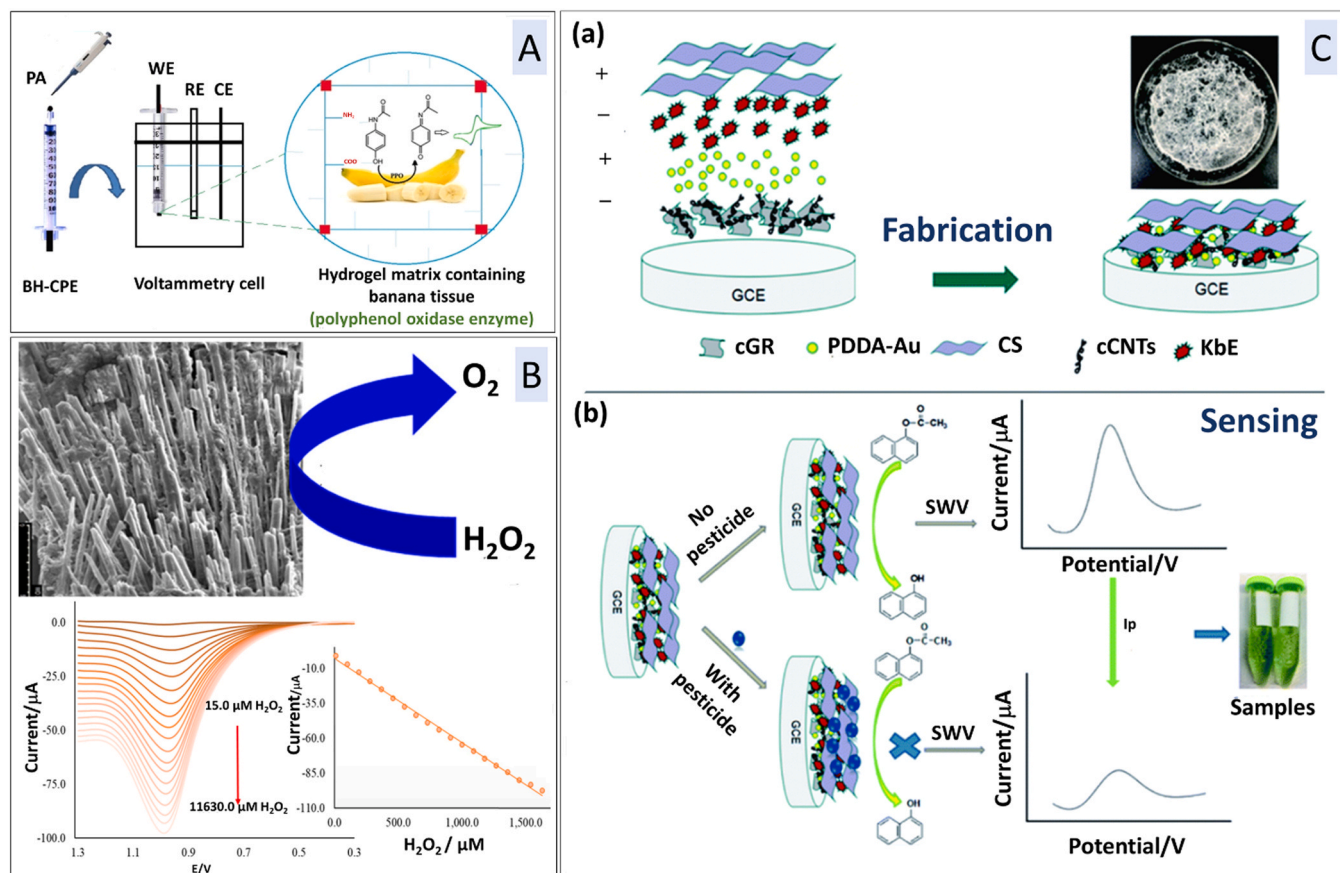 A
PA
WE
RE
CE
NH₂
COO
PPO
OH
O
BH-CPE
Voltammetry cell
Hydrogel matrix containing
banana tissue
(polyphenol oxidase enzyme)
B
O₂
H₂O₂
0.0
-25.0
-50.0
-75.0
-100.0
Current/µA
15.0 µM H₂O₂
11630.0 µM H₂O₂
1.3
1.1
0.9
0.7
0.5
0.3
E/V
-10.0
-35.0
-60.0
-85.0
-110.0
Current/µA
0.0
500.0
1,000.0
1,500.0
H₂O₂/ µM
(a)
C
+
−
+
−
GCE
Fabrication
GCE
cGR
PDDA-Au
CS
cCNTs
KbE
(b)
Sensing
GCE
No
pesticide
With
pesticide
GCE
O-C-CH₃
O
SWV
OH
GCE
O-C-CH₃
O
SWV
OH
Current/µA
Potential/V
Ip
Samples
Current/µA
Potential/V